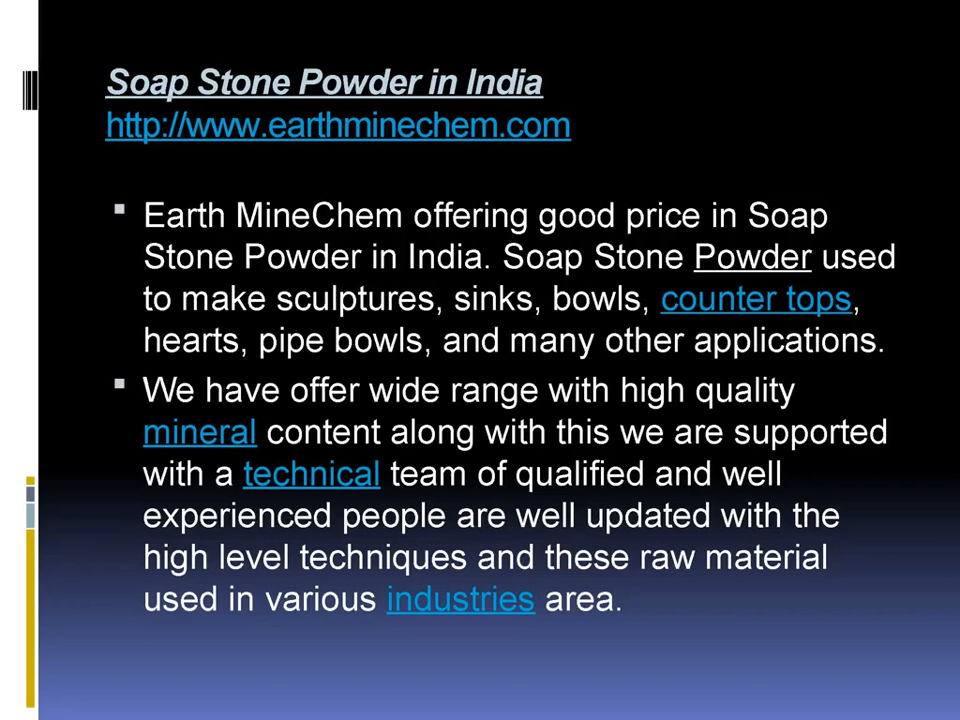 Soap Stone Powder in India
http://www.earthminechem.com
Earth MineChem offering good price in Soap
Stone Powder in India. Soap Stone Powder used
to make sculptures, sinks, bowls, counter tops,
hearts, pipe bowls, and many other applications.
We have offer wide range with high quality
mineral content along with this we are supported
with a technical team of qualified and well
experienced people are well updated with the
high level techniques and these raw material
used in various industries area.